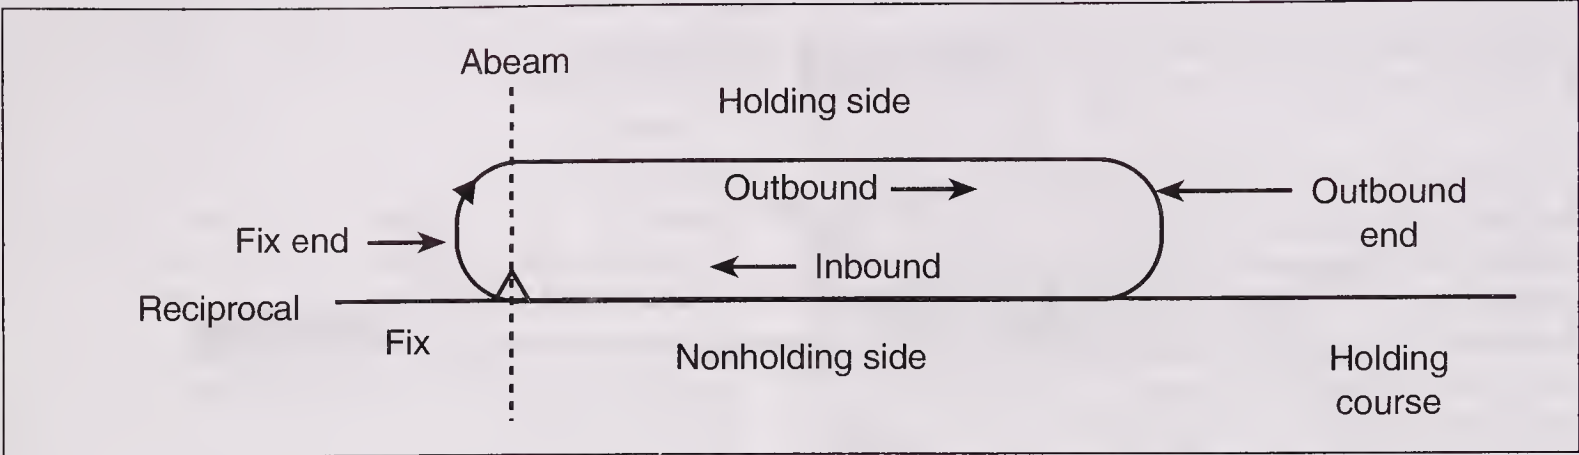 Abeam
Holding side
Outbound
Outbound
end
Fix end
Inbound
Reciprocal
Fix
Nonholding side
Holding
course